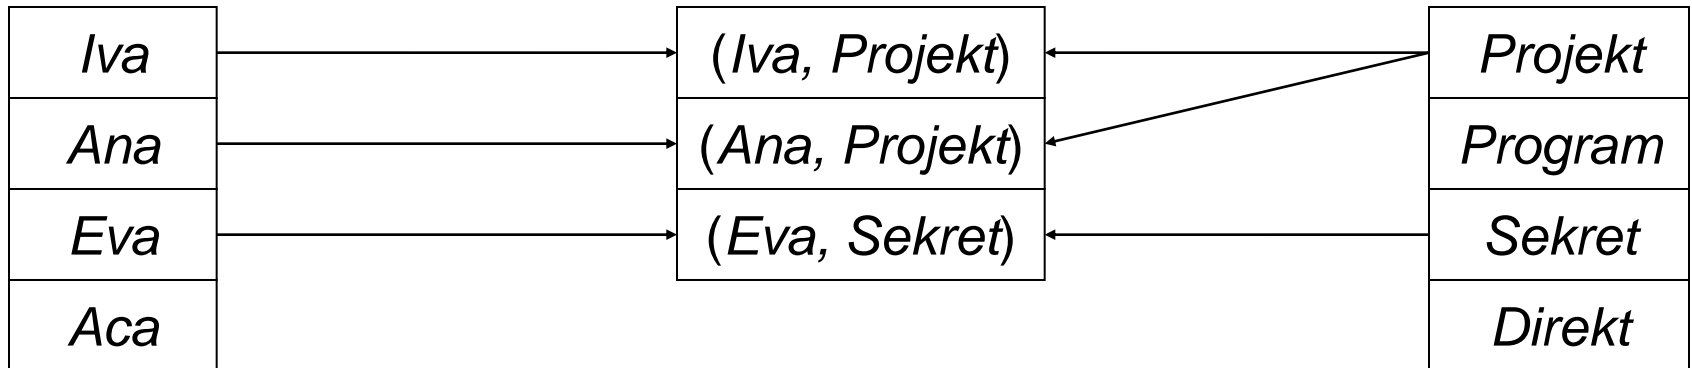 Iva (Iva, Projekt) Projekt
Ana (Ana, Projekt) Program
Eva (Eva, Sekret) Sekret
Aca Direkt